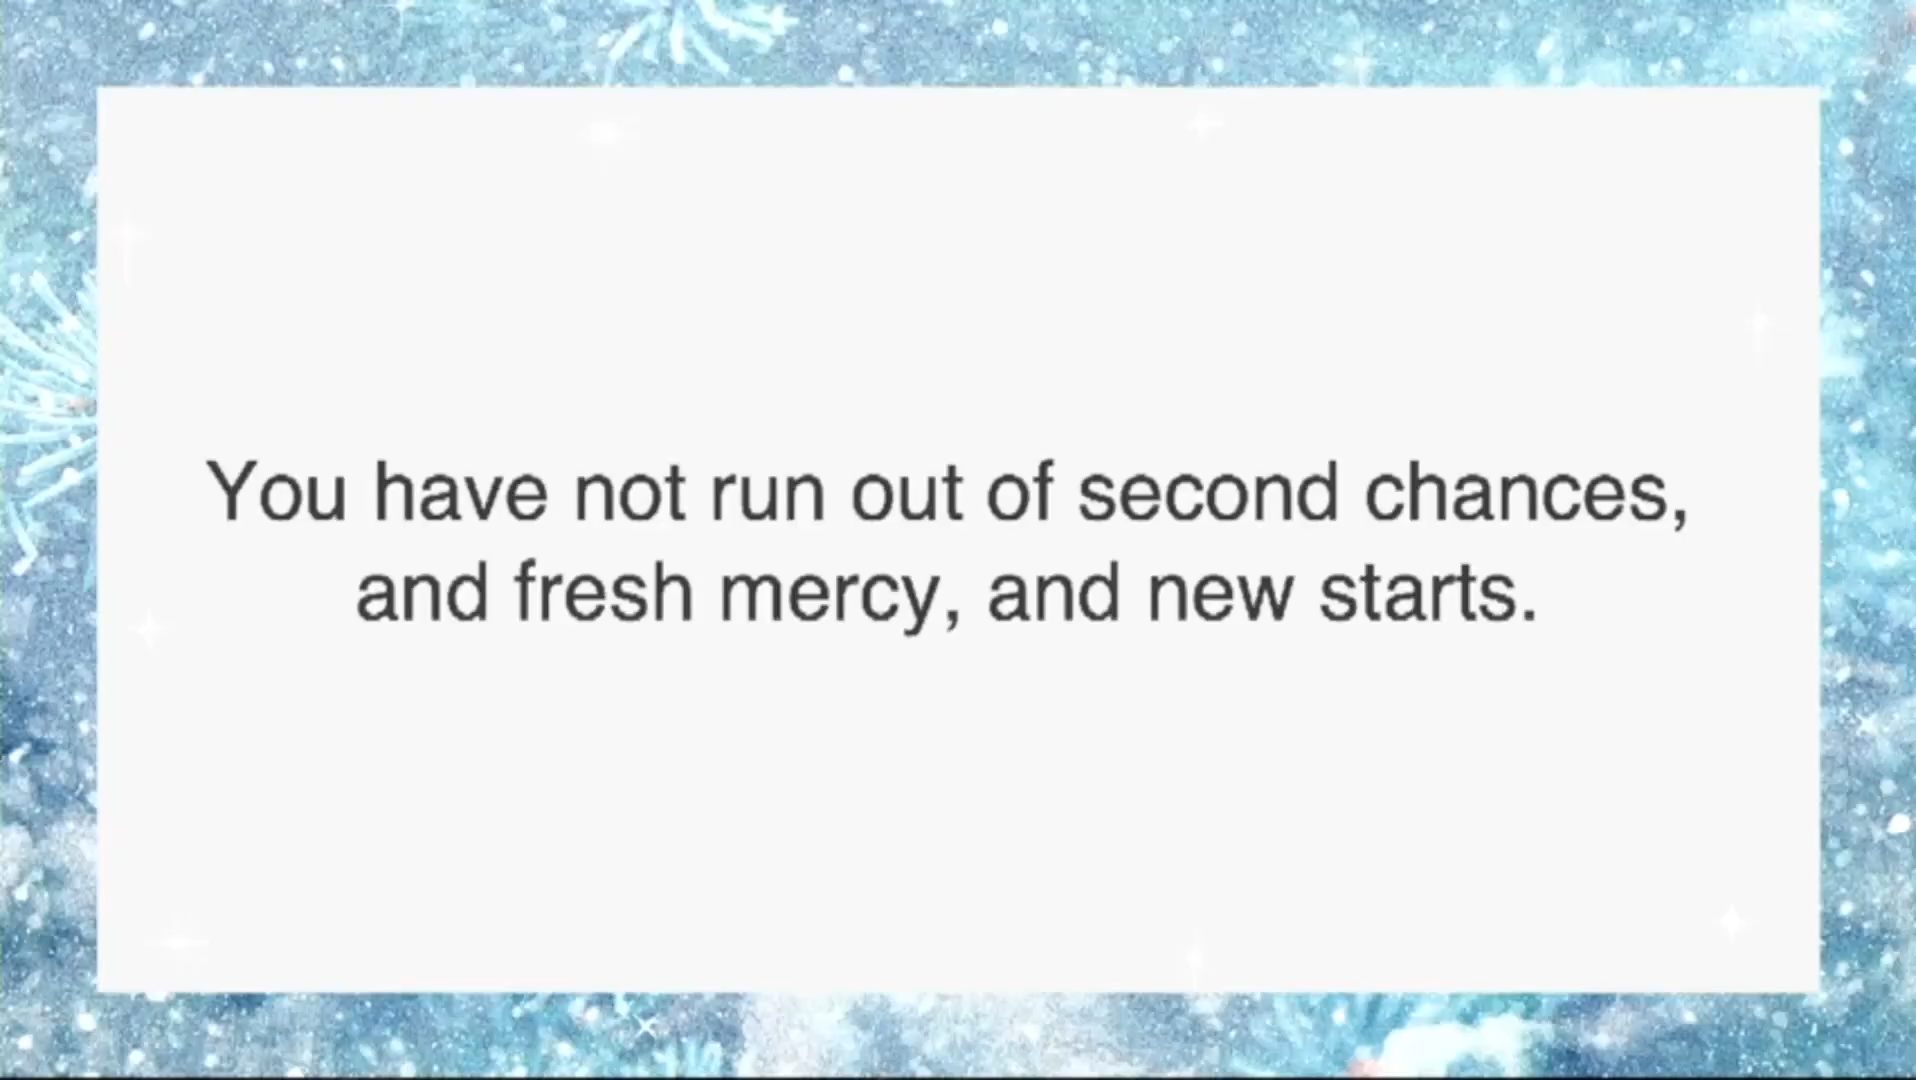 You have not run out of second chances,
and fresh mercy, and new starts.